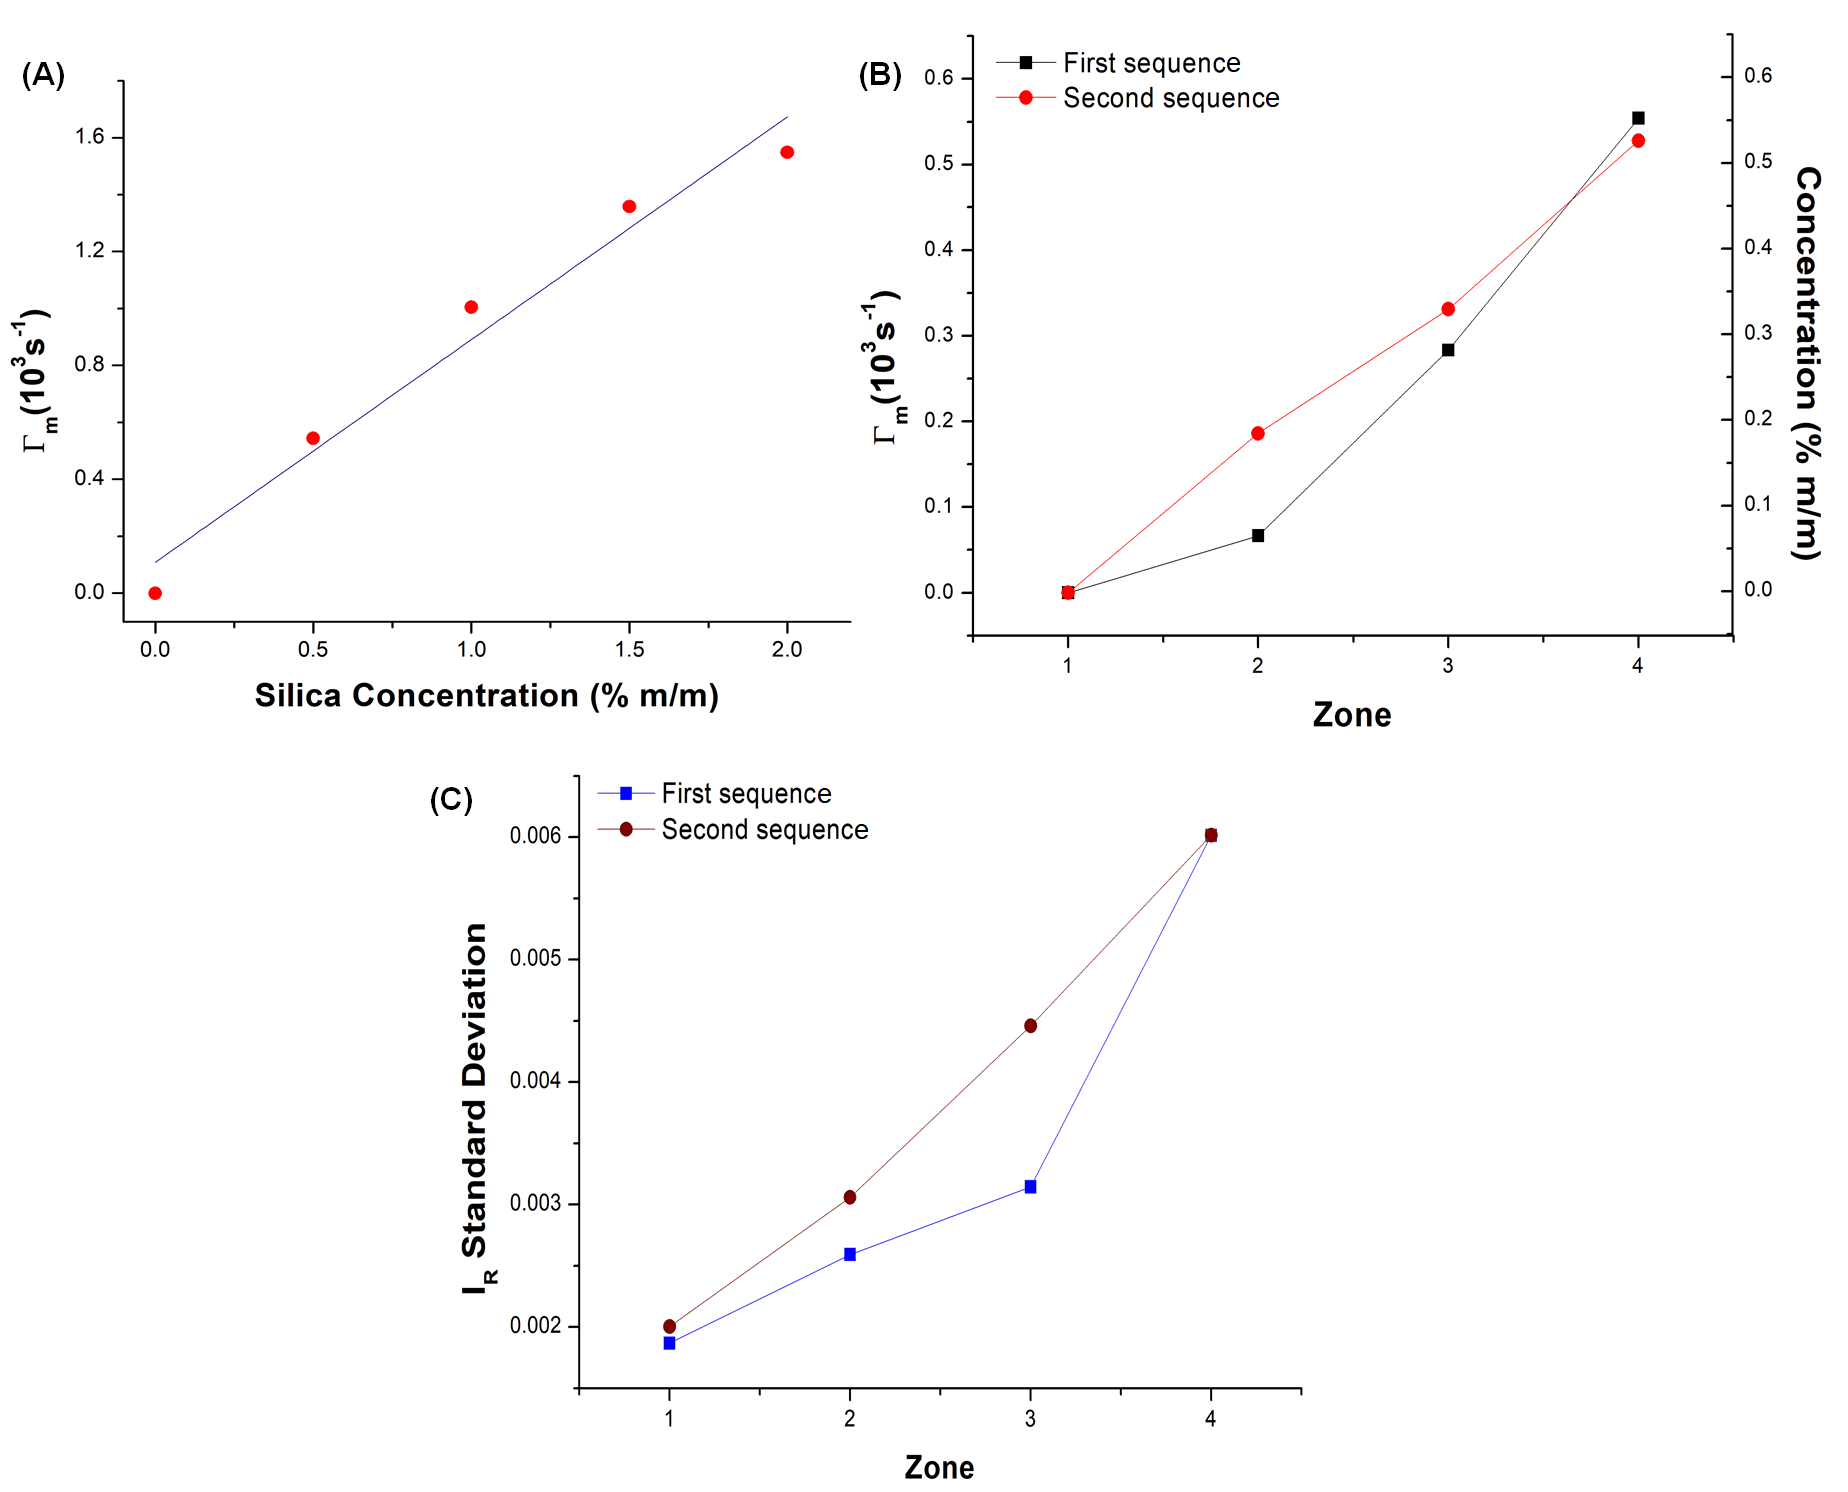 (A)
1.6
1.2
0.8
0.4
0.0
Γm(10³s⁻¹)
0.0 0.5 1.0 1.5 2.0
Silica Concentration (% m/m)
(B)
First sequence
Second sequence
0.6
0.5
0.4
0.3
0.2
0.1
0.0
Γm(10³s⁻¹)
0.6
0.5
0.4
0.3
0.2
0.1
0.0
Concentration (% m/m)
1 2 3 4
Zone
(C)
First sequence
Second sequence
0.006
0.005
0.004
0.003
0.002
IR Standard Deviation
1 2 3 4
Zone